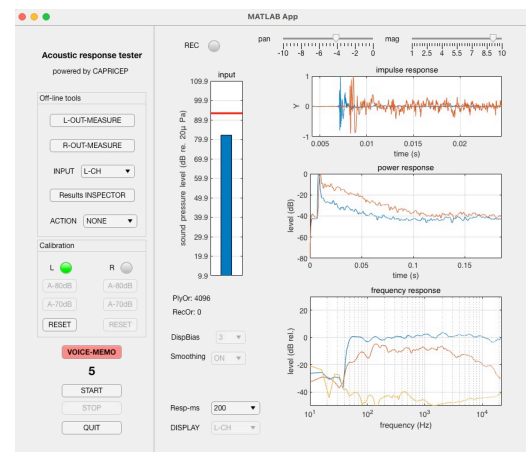 MATLAB App
Acoustic response tester
powered by CAPRICEP
Off-line tools
L-OUT-MEASURE
R-OUT-MEASURE
INPUT L-CH
Results INSPECTOR
ACTION NONE
Calibration
L R
A-80dB A-80dB
A-70dB A-70dB
RESET RESET
VOICE-MEMO
5
START
STOP
QUIT
REC
pan
-10 -8 -6 -4 -2 0
mag
1 2.5 4 5.5 7 8.5 10
input
sound pressure level (dB re. 20μ Pa)
109.9
99.9
89.9
79.9
69.9
59.9
49.9
39.9
29.9
19.9
9.9
PlyOr: 4096
RecOr: 0
DispBias 3
Smoothing ON
Resp-ms 200
DISPLAY L-CH
impulse response
Y
1
0
-1
0.005 0.01 0.015 0.02
time (s)
power response
level (dB)
0
-20
-40
-60
-80
0 0.05 0.1 0.15
time (s)
frequency response
level (dB rel.)
20
0
-20
-40
10¹ 10² 10³ 10⁴
frequency (Hz)